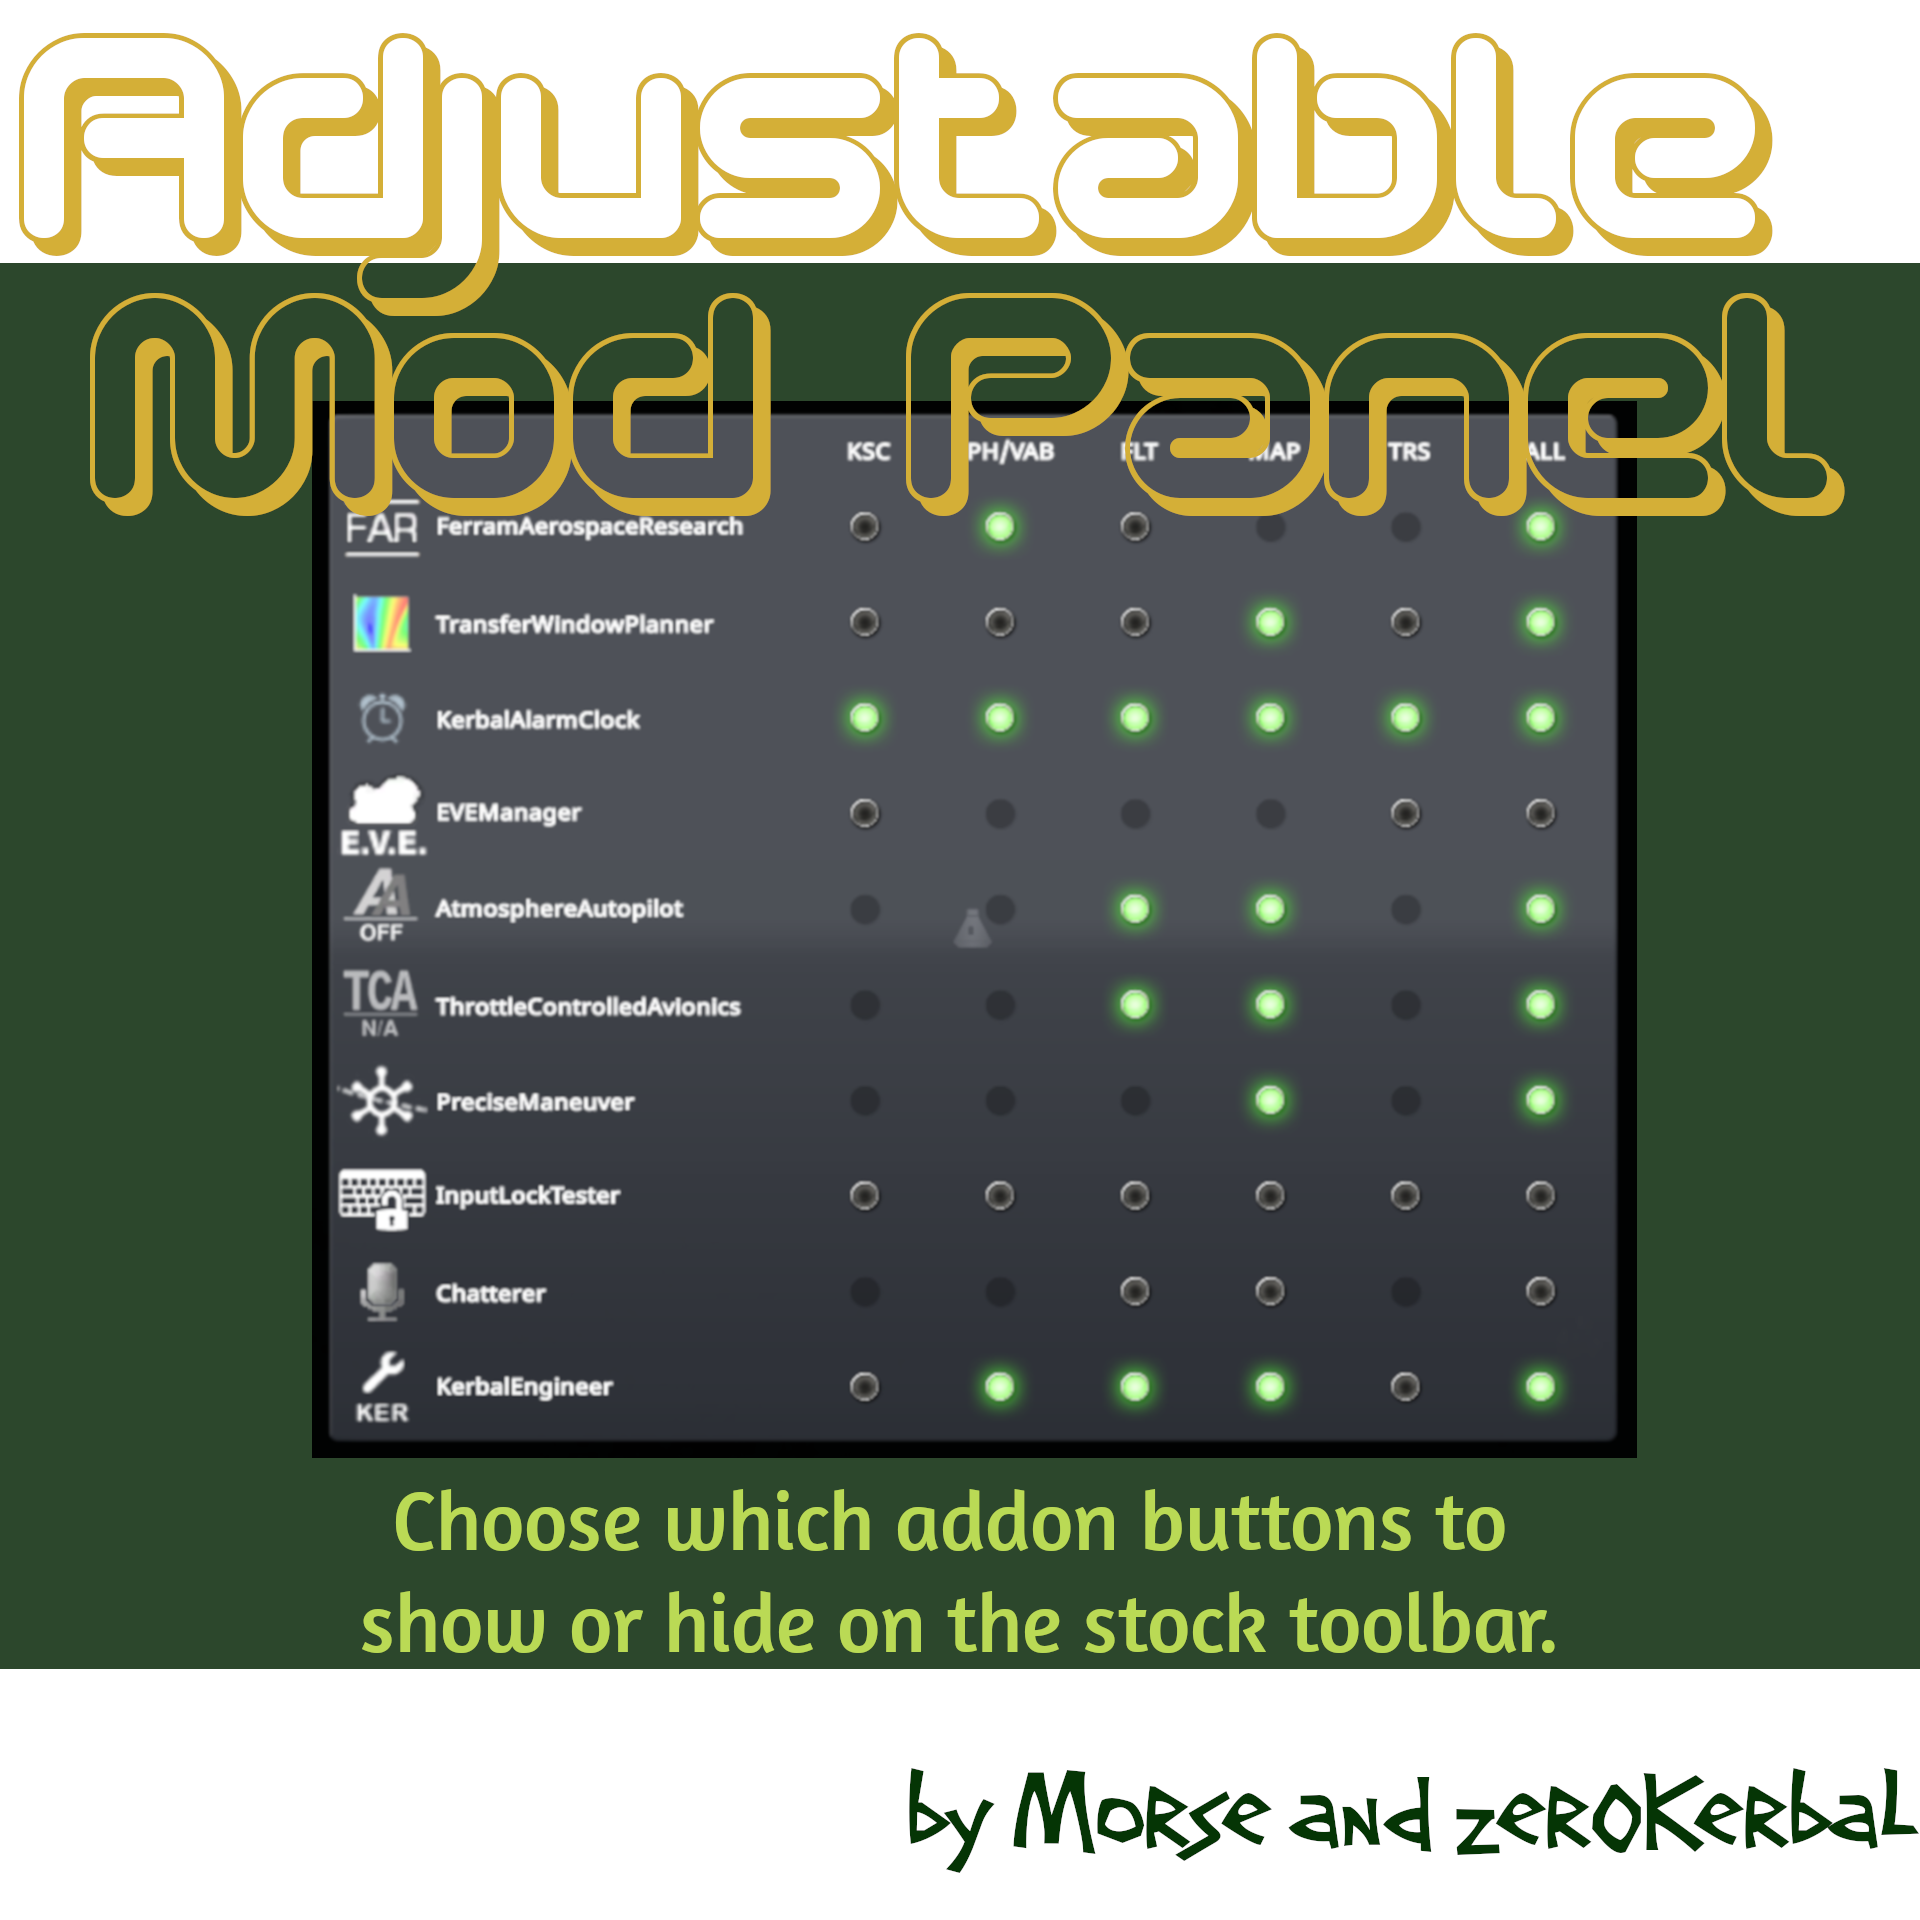 Adjustable
Mod Panel
KSC PH/VAB FLT MAP TRS ALL
FAR FerramAerospaceResearch
TransferWindowPlanner
KerbalAlarmClock
EVEManager
E.V.E.
AA AtmosphereAutopilot
OFF
TCA ThrottleControlledAvionics
N/A
PreciseManeuver
InputLockTester
Chatterer
KerbalEngineer
KER
Choose which addon buttons to
show or hide on the stock toolbar.
by Morse and zer0Kerbal